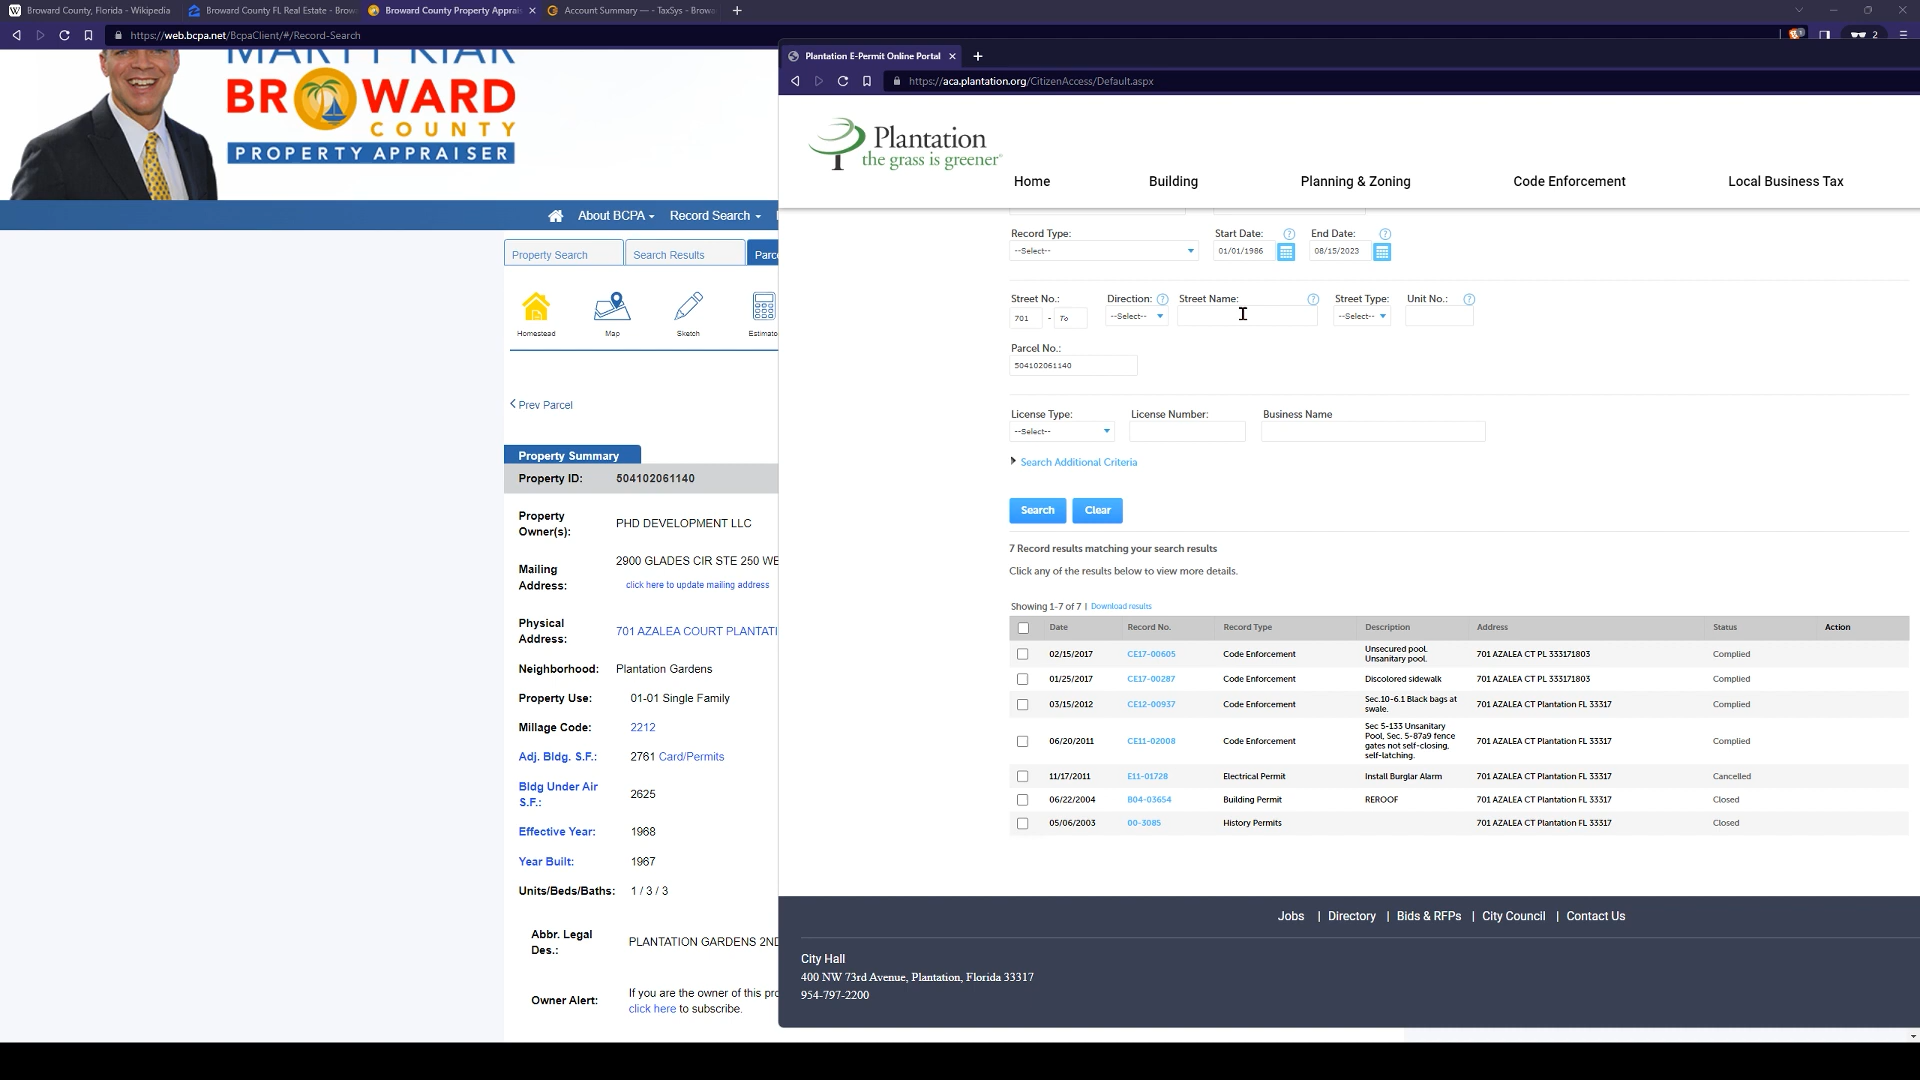 Broward County, Florida - Wikipedia
Broward County FL Real Estate - Brow
Broward County Property Apprai
Account Summary — - TaxSys - Browa
https://web.bcpa.net/BcpaClient/#/Record-Search
2
MARTY KIAR
BROWARD
COUNTY
PROPERTY APPRAISER
About BCPA
Record Search
Property Search
Search Results
Parce
Homestead
Map
Sketch
Estimato
Prev Parcel
Property Summary
Property ID: 504102061140
Property Owner(s): PHD DEVELOPMENT LLC
Mailing Address: 2900 GLADES CIR STE 250 WE
click here to update mailing address
Physical Address: 701 AZALEA COURT PLANTATI
Neighborhood: Plantation Gardens
Property Use: 01-01 Single Family
Millage Code: 2212
Adj. Bldg. S.F.: 2761 Card/Permits
Bldg Under Air S.F.: 2625
Effective Year: 1968
Year Built: 1967
Units/Beds/Baths: 1 / 3 / 3
Abbr. Legal Des.: PLANTATION GARDENS 2ND
Owner Alert: If you are the owner of this pro
click here to subscribe.
Plantation E-Permit Online Portal
https://aca.plantation.org/CitizenAccess/Default.aspx
Plantation
the grass is greener®
Home
Building
Planning & Zoning
Code Enforcement
Local Business Tax
Record Type: Start Date: End Date:
--Select-- 01/01/1986 08/15/2023
Street No.: Direction: Street Name: Street Type: Unit No.:
701 - To --Select-- --Select--
Parcel No.:
504102061140
License Type: License Number: Business Name
--Select--
Search Additional Criteria
Search Clear
7 Record results matching your search results
Click any of the results below to view more details.
Showing 1-7 of 7 | Download results
Date Record No. Record Type Description Address Status Action
02/15/2017 CE17-00605 Code Enforcement Unsecured pool. Unsanitary pool. 701 AZALEA CT PL 333171803 Complied
01/25/2017 CE17-00287 Code Enforcement Discolored sidewalk 701 AZALEA CT PL 333171803 Complied
03/15/2012 CE12-00937 Code Enforcement Sec.10-6.1 Black bags at swale. 701 AZALEA CT Plantation FL 33317 Complied
06/20/2011 CE11-02008 Code Enforcement Sec 5-133 Unsanitary Pool, Sec. 5-87a9 fence gates not self-closing, self-latching. 701 AZALEA CT Plantation FL 33317 Complied
11/17/2011 E11-01728 Electrical Permit Install Burglar Alarm 701 AZALEA CT Plantation FL 33317 Cancelled
06/22/2004 B04-03654 Building Permit REROOF 701 AZALEA CT Plantation FL 33317 Closed
05/06/2003 00-3085 History Permits 701 AZALEA CT Plantation FL 33317 Closed
Jobs | Directory | Bids & RFPs | City Council | Contact Us
City Hall
400 NW 73rd Avenue, Plantation, Florida 33317
954-797-2200